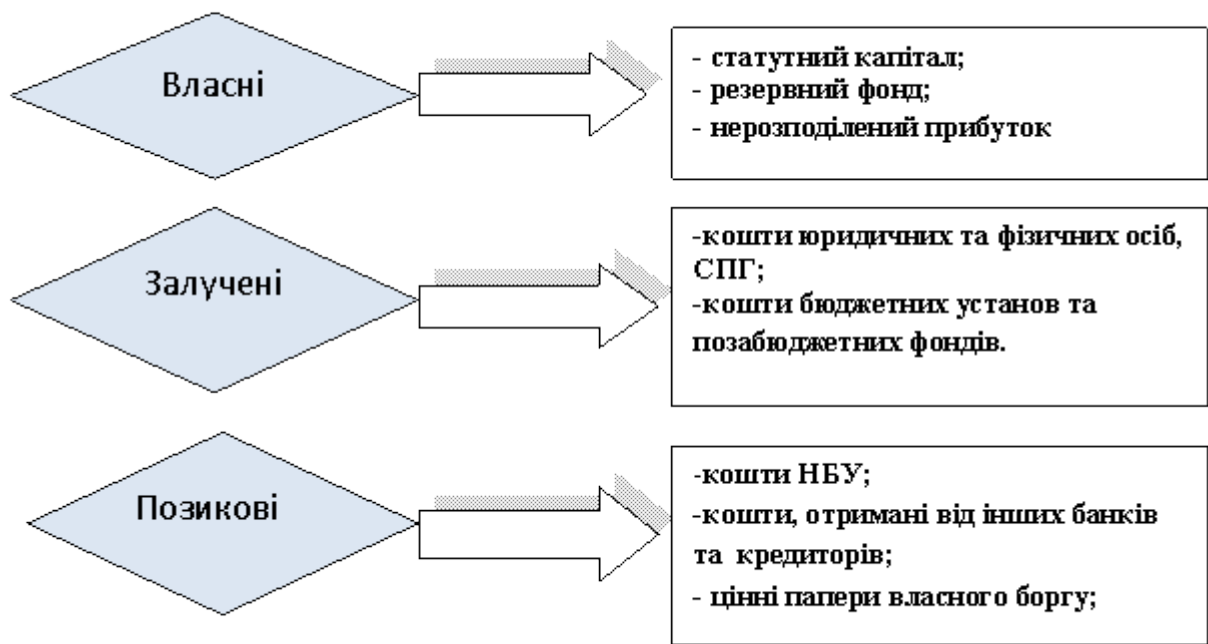 Власні
- статутний капітал;
- резервний фонд;
- нерозподілений прибуток
Залучені
-кошти юридичних та фізичних осіб,
СПГ;
-кошти бюджетних установ та
позабюджетних фондів.
Позикові
-кошти НБУ;
-кошти, отримані від інших банків
та кредиторів;
- цінні папери власного боргу;